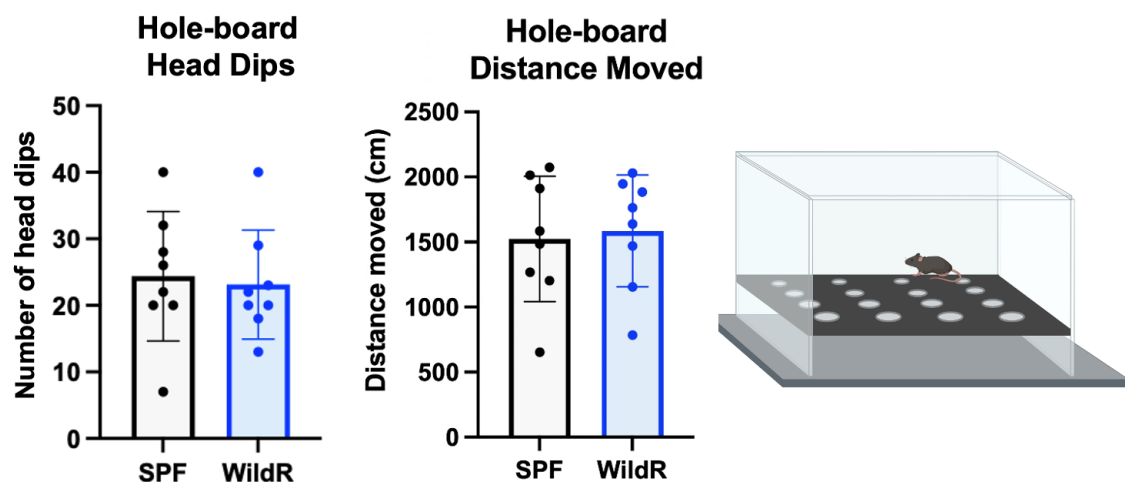 Hole-board
Head Dips
Number of head dips
50
40
30
20
10
0
SPF
WildR
Hole-board
Distance Moved
Distance moved (cm)
2500
2000
1500
1000
500
0
SPF
WildR